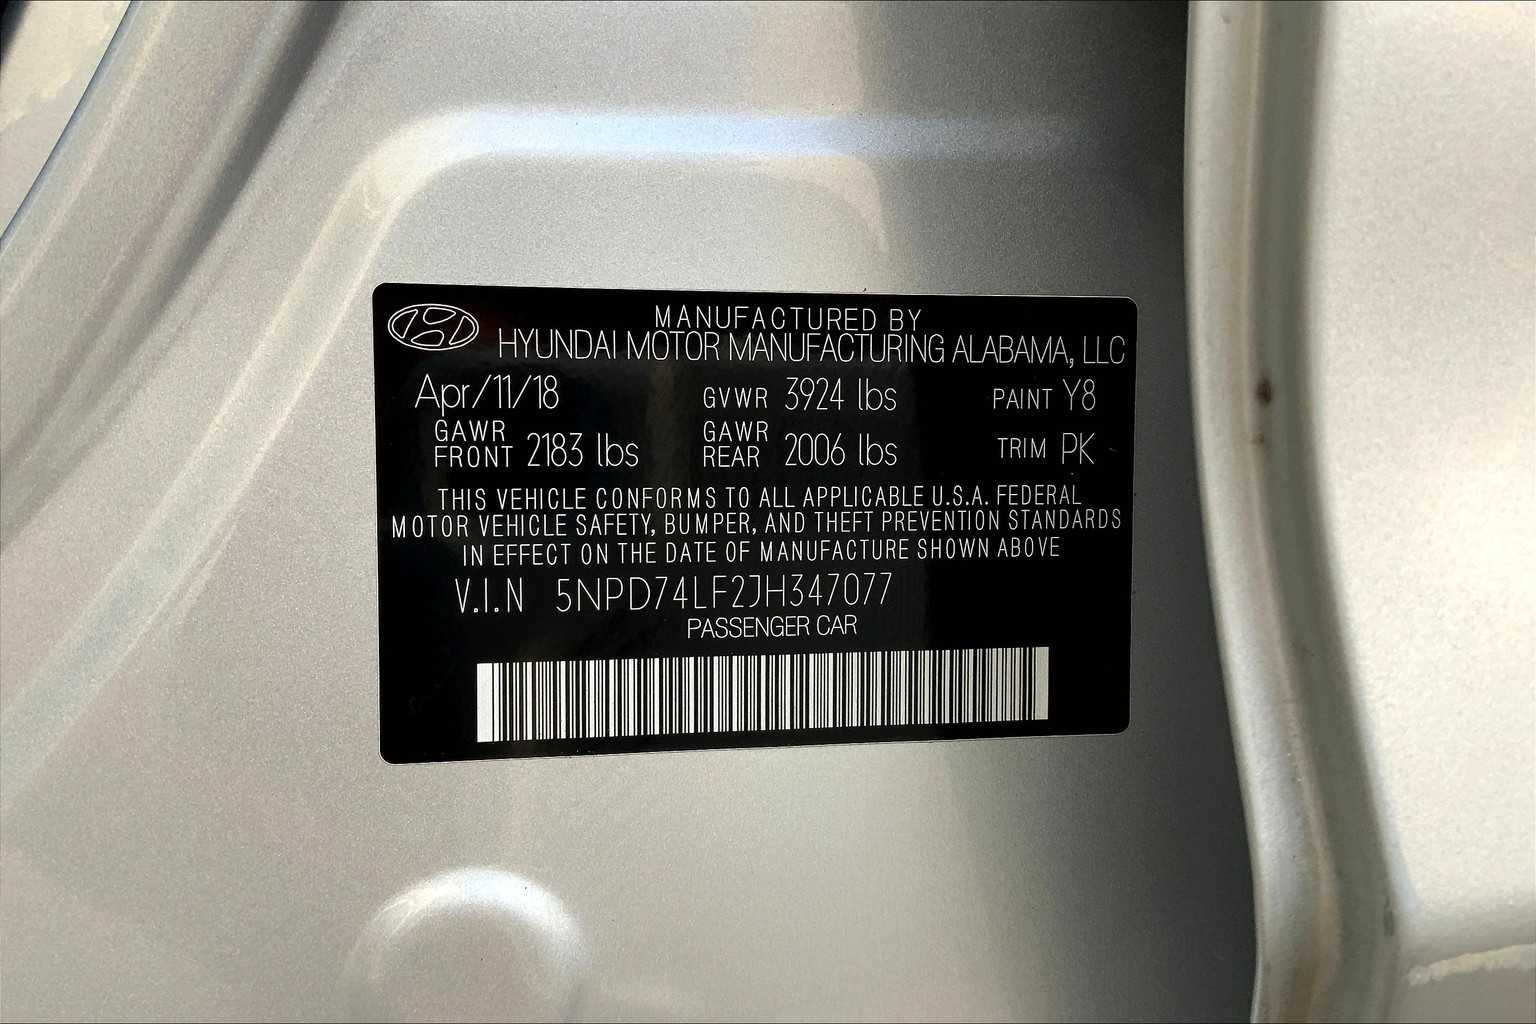 MANUFACTURED BY
HYUNDAI MOTOR MANUFACTURING ALABAMA, LLC
Apr/11/18 GVWR 3924 lbs PAINT Y8
GAWR FRONT 2183 lbs GAWR REAR 2006 lbs TRIM PK
THIS VEHICLE CONFORMS TO ALL APPLICABLE U.S.A. FEDERAL
MOTOR VEHICLE SAFETY, BUMPER, AND THEFT PREVENTION STANDARDS
IN EFFECT ON THE DATE OF MANUFACTURE SHOWN ABOVE
V.I.N 5NPD74LF2JH347077
PASSENGER CAR